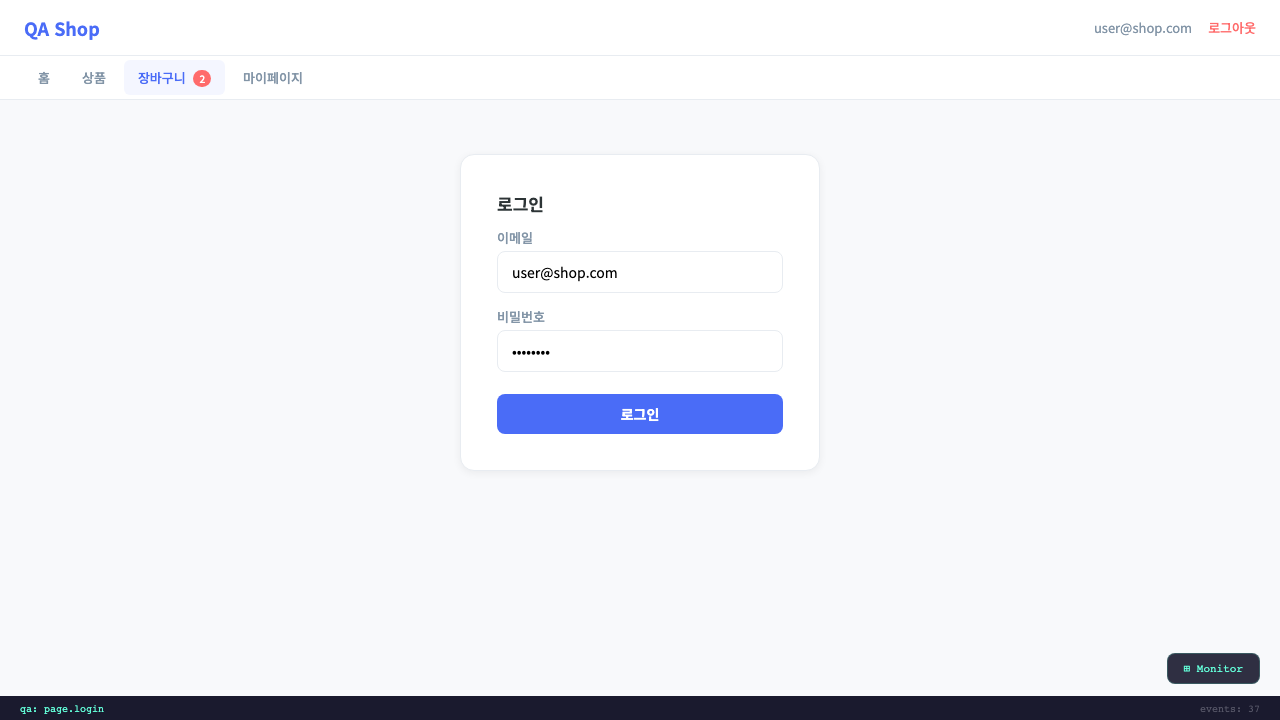 QA Shop
user@shop.com 로그아웃
홈 상품 장바구니 2 마이페이지
로그인
이메일
user@shop.com
비밀번호
••••••••
로그인
⊞ Monitor
qa: page.login events: 37